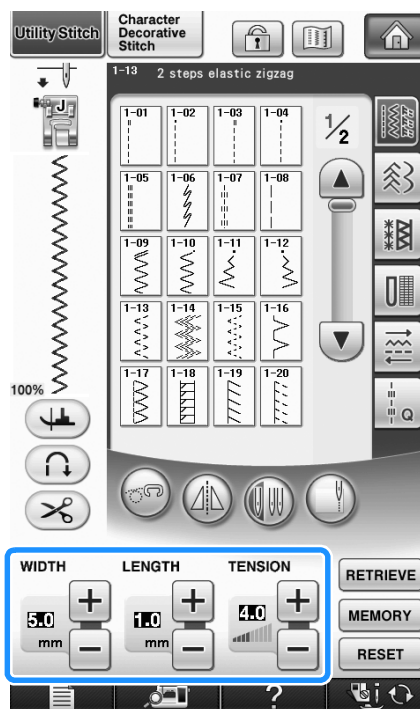 Utility Stitch
Character
Decorative
Stitch
1-13 2 steps elastic zigzag
J
1-01 1-02 1-03 1-04
1/2
1-05 1-06 1-07 1-08
1-09 1-10 1-11 1-12
1-13 1-14 1-15 1-16
1-17 1-18 1-19 1-20
Q
100%
WIDTH LENGTH TENSION
5.0 mm
1.0 mm
4.0
RETRIEVE
MEMORY
RESET
?